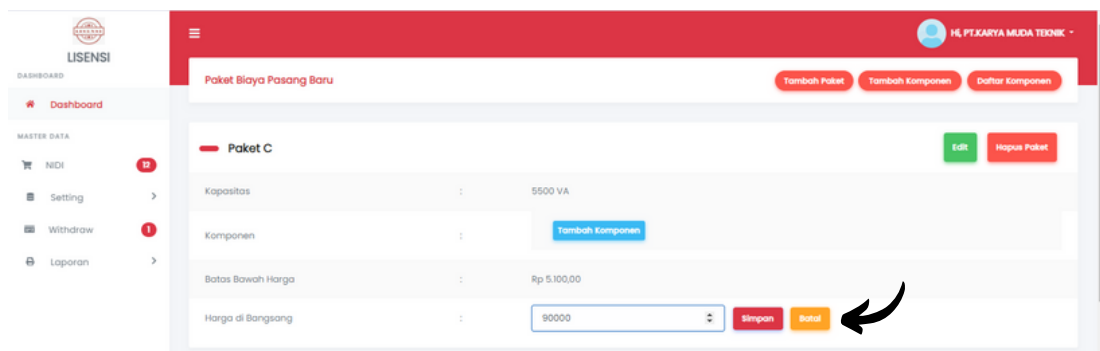 LISENSI
Hi, PT.KARYA MUDA TEKNIK
DASHBOARD
Dashboard
MASTER DATA
NIDI 12
Setting
Withdraw 1
Laporan
Paket Biaya Pasang Baru
Tambah Paket Tambah Komponen Daftar Komponen
Paket C
Edit Hapus Paket
Kapasitas : 5500 VA
Komponen : Tambah Komponen
Batas Bawah Harga : Rp 5.100,00
Harga di Bangsang : 90000 Simpan Batal